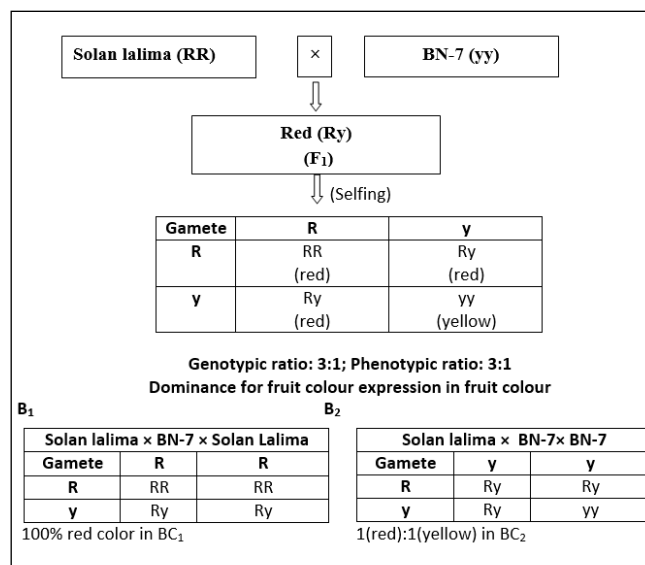 Solan lalima (RR) × BN-7 (yy)
Red (Ry)
(F₁)
(Selfing)
Gamete R y
R RR Ry
(red) (red)
y Ry yy
(red) (yellow)
Genotypic ratio: 3:1; Phenotypic ratio: 3:1
Dominance for fruit colour expression in fruit colour
B₁ B₂
Solan lalima × BN-7 × Solan Lalima
Gamete R R
R RR RR
y Ry Ry
100% red color in BC₁
Solan lalima × BN-7× BN-7
Gamete y y
R Ry Ry
y Ry yy
1(red):1(yellow) in BC₂